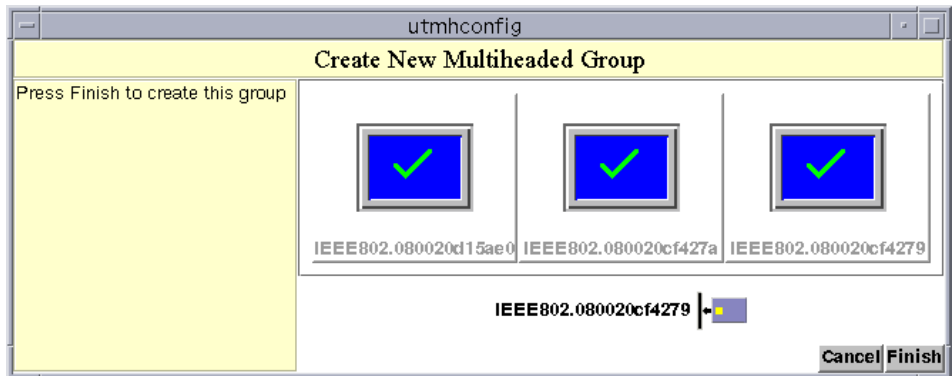 utmhconfig
Create New Multiheaded Group
Press Finish to create this group
IEEE802.080020d15ae0 IEEE802.080020cf427a IEEE802.080020cf4279
IEEE802.080020cf4279
Cancel Finish